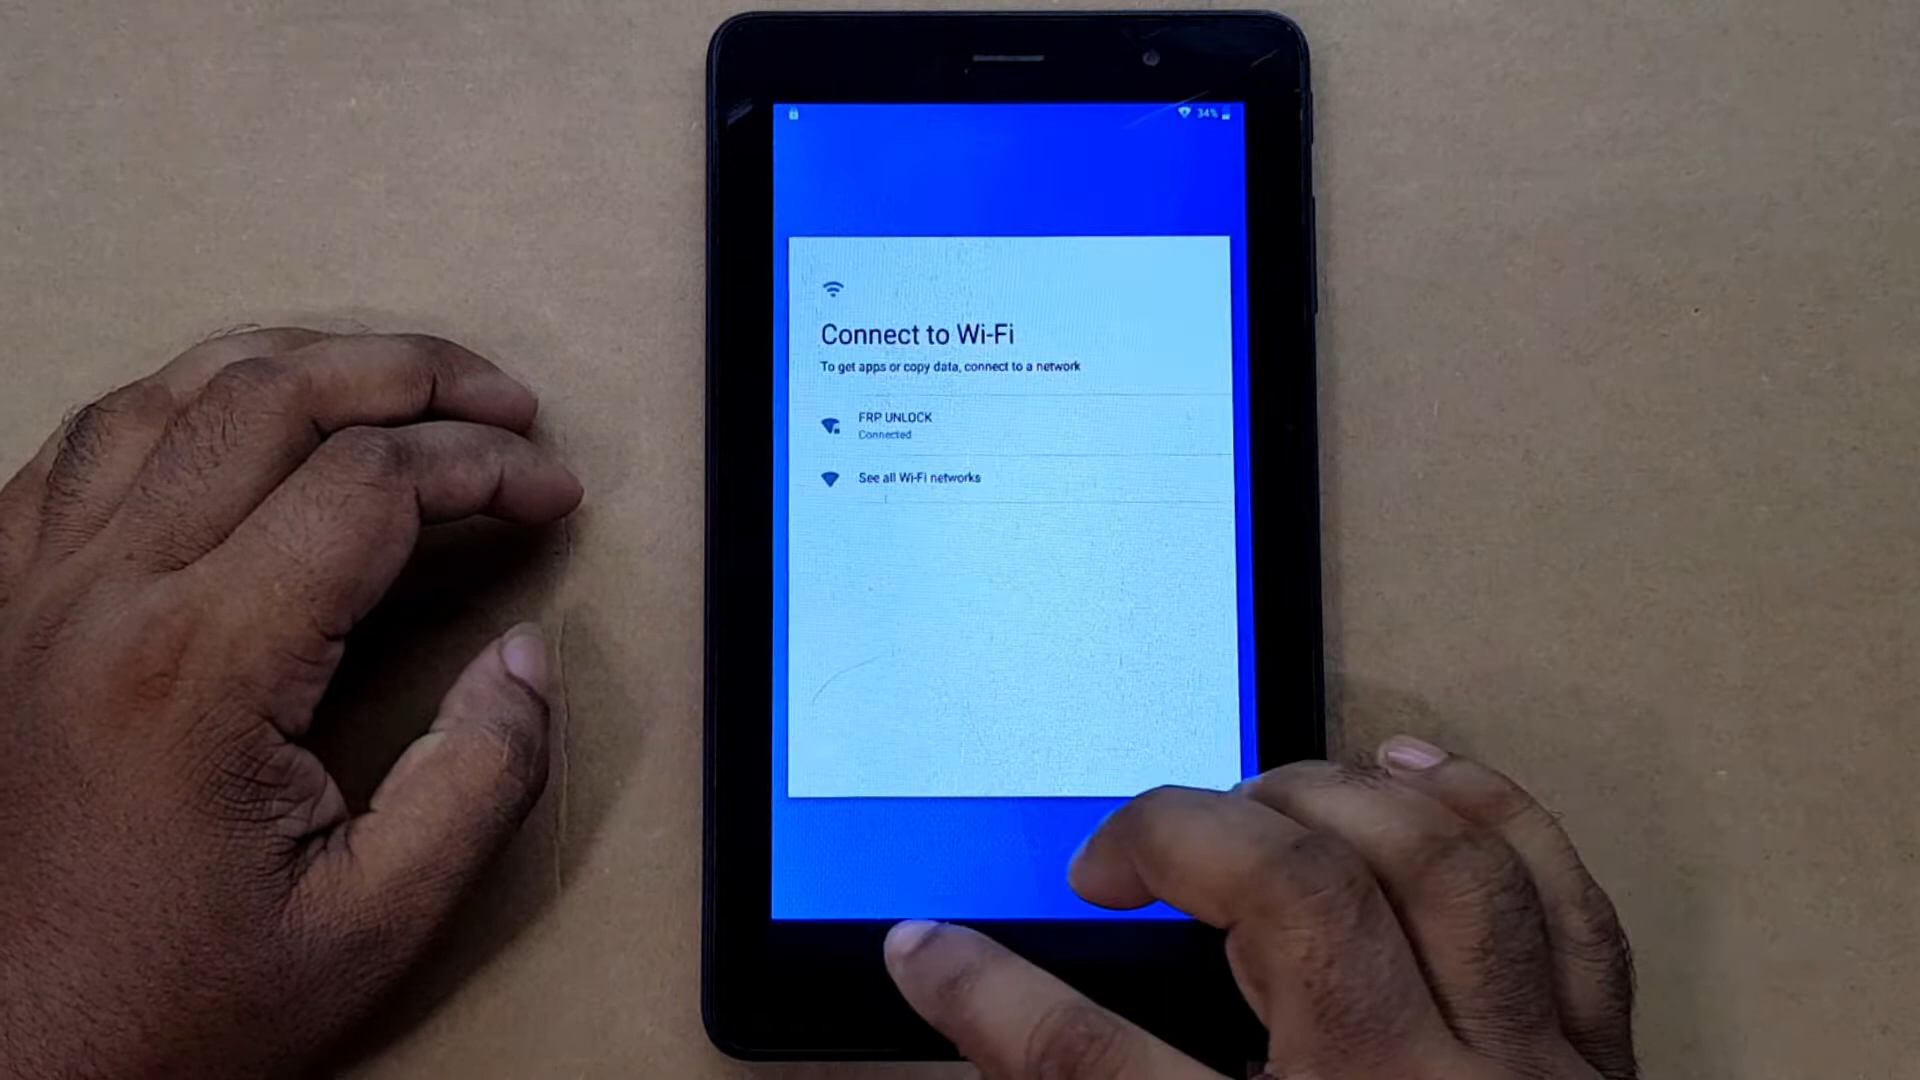 34%
Connect to Wi-Fi
To get apps or copy data, connect to a network
FRP UNLOCK
Connected
See all Wi-Fi networks